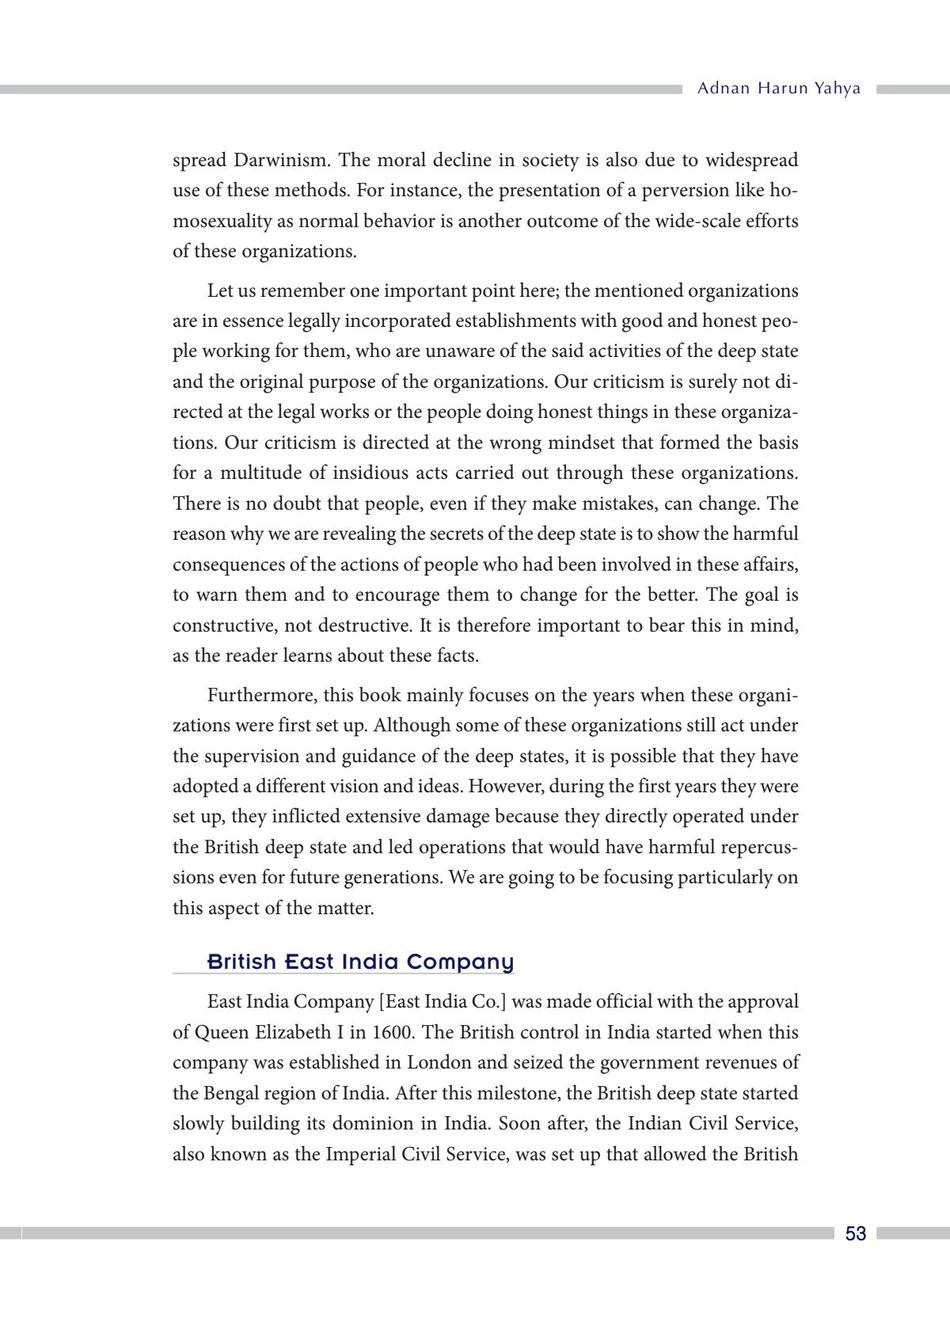 Adnan Harun Yahya
spread Darwinism. The moral decline in society is also due to widespread
use of these methods. For instance, the presentation of a perversion like ho-
mosexuality as normal behavior is another outcome of the wide-scale efforts
of these organizations.
Let us remember one important point here; the mentioned organizations
are in essence legally incorporated establishments with good and honest peo-
ple working for them, who are unaware of the said activities of the deep state
and the original purpose of the organizations. Our criticism is surely not di-
rected at the legal works or the people doing honest things in these organiza-
tions. Our criticism is directed at the wrong mindset that formed the basis
for a multitude of insidious acts carried out through these organizations.
There is no doubt that people, even if they make mistakes, can change. The
reason why we are revealing the secrets of the deep state is to show the harmful
consequences of the actions of people who had been involved in these affairs,
to warn them and to encourage them to change for the better. The goal is
constructive, not destructive. It is therefore important to bear this in mind,
as the reader learns about these facts.
Furthermore, this book mainly focuses on the years when these organi-
zations were first set up. Although some of these organizations still act under
the supervision and guidance of the deep states, it is possible that they have
adopted a different vision and ideas. However, during the first years they were
set up, they inflicted extensive damage because they directly operated under
the British deep state and led operations that would have harmful repercus-
sions even for future generations. We are going to be focusing particularly on
this aspect of the matter.
British East India Company
East India Company [East India Co.] was made official with the approval
of Queen Elizabeth I in 1600. The British control in India started when this
company was established in London and seized the government revenues of
the Bengal region of India. After this milestone, the British deep state started
slowly building its dominion in India. Soon after, the Indian Civil Service,
also known as the Imperial Civil Service, was set up that allowed the British
53